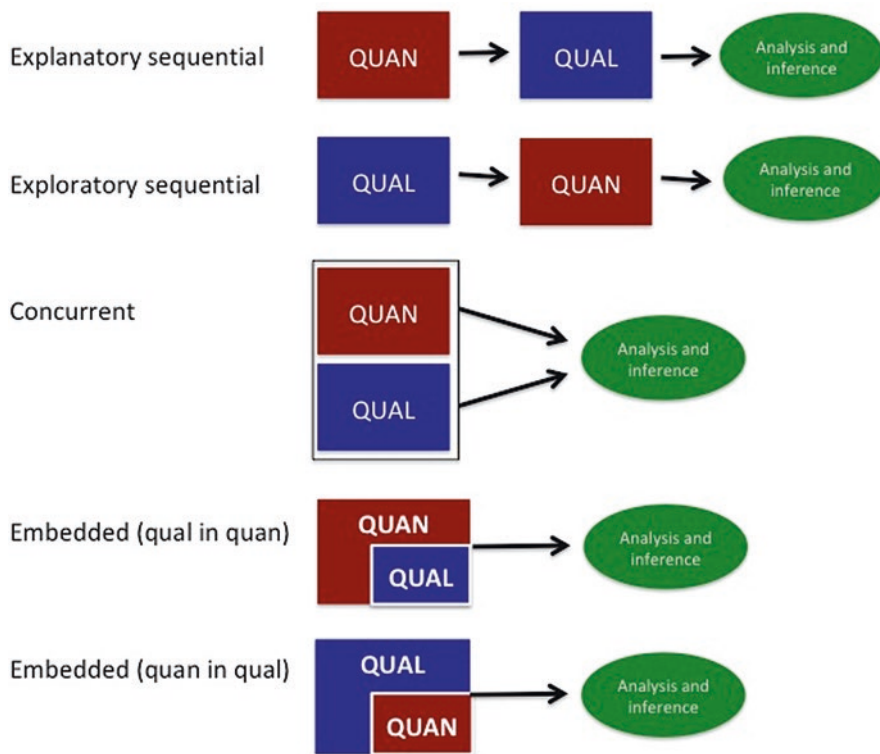 Explanatory sequential
QUAN
QUAL
Analysis and
inference
Exploratory sequential
QUAL
QUAN
Analysis and
inference
Concurrent
QUAN
QUAL
Analysis and
inference
Embedded (qual in quan)
QUAN
QUAL
Analysis and
inference
Embedded (quan in qual)
QUAL
QUAN
Analysis and
inference